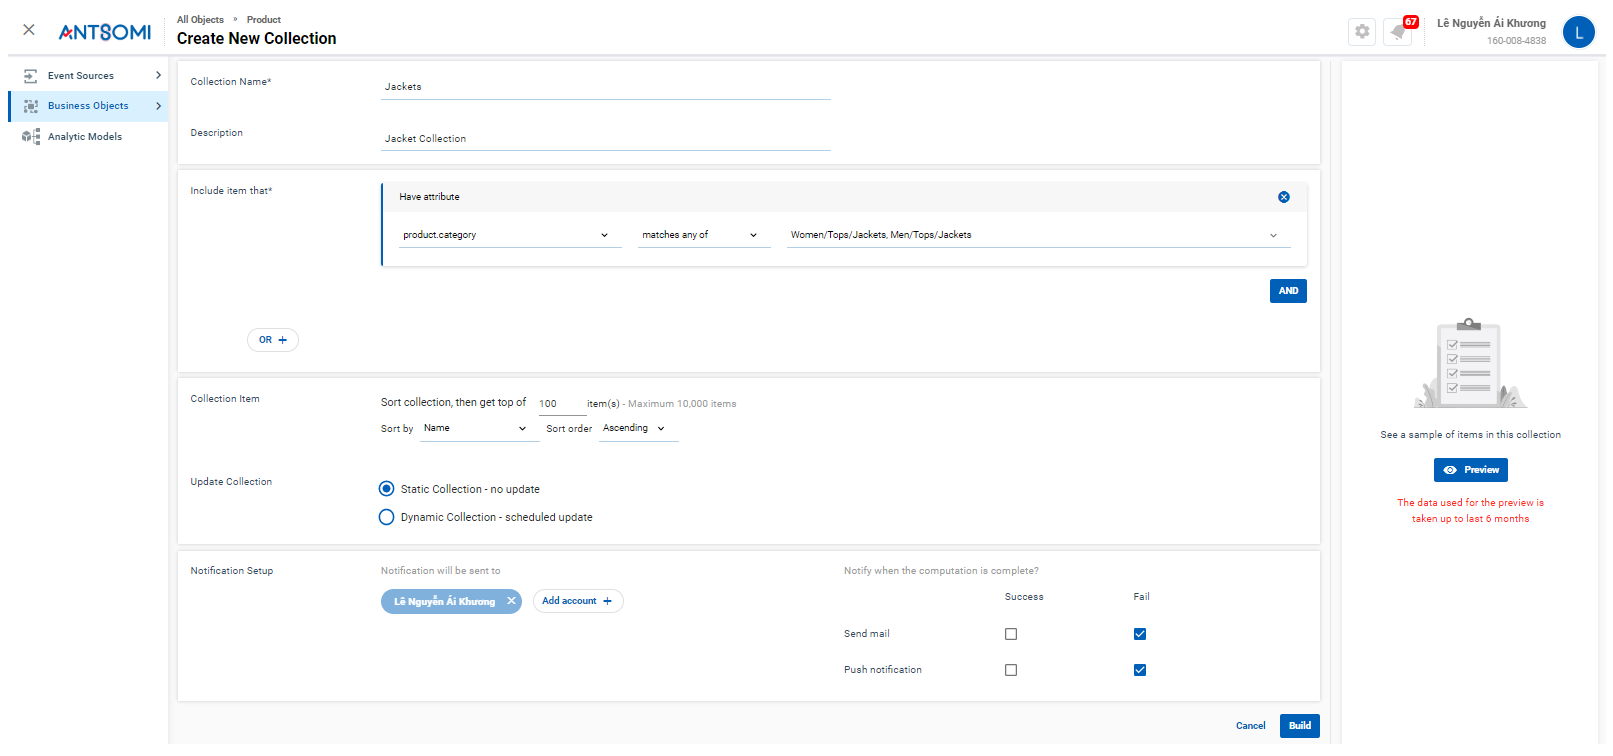 ANTSOMI
All Objects » Product
Create New Collection
67
Lê Nguyễn Ái Khương
160-008-4838
L
Event Sources
Business Objects
Analytic Models
Collection Name*
Jackets
Description
Jacket Collection
Include item that*
Have attribute
product.category
matches any of
Women/Tops/Jackets, Men/Tops/Jackets
AND
OR +
Collection Item
Sort collection, then get top of 100 item(s) - Maximum 10,000 items
Sort by Name Sort order Ascending
Update Collection
Static Collection - no update
Dynamic Collection - scheduled update
Notification Setup
Notification will be sent to
Lê Nguyễn Ái Khương
Add account +
Notify when the computation is complete?
Success Fail
Send mail
Push notification
Cancel
Build
See a sample of items in this collection
Preview
The data used for the preview is
taken up to last 6 months